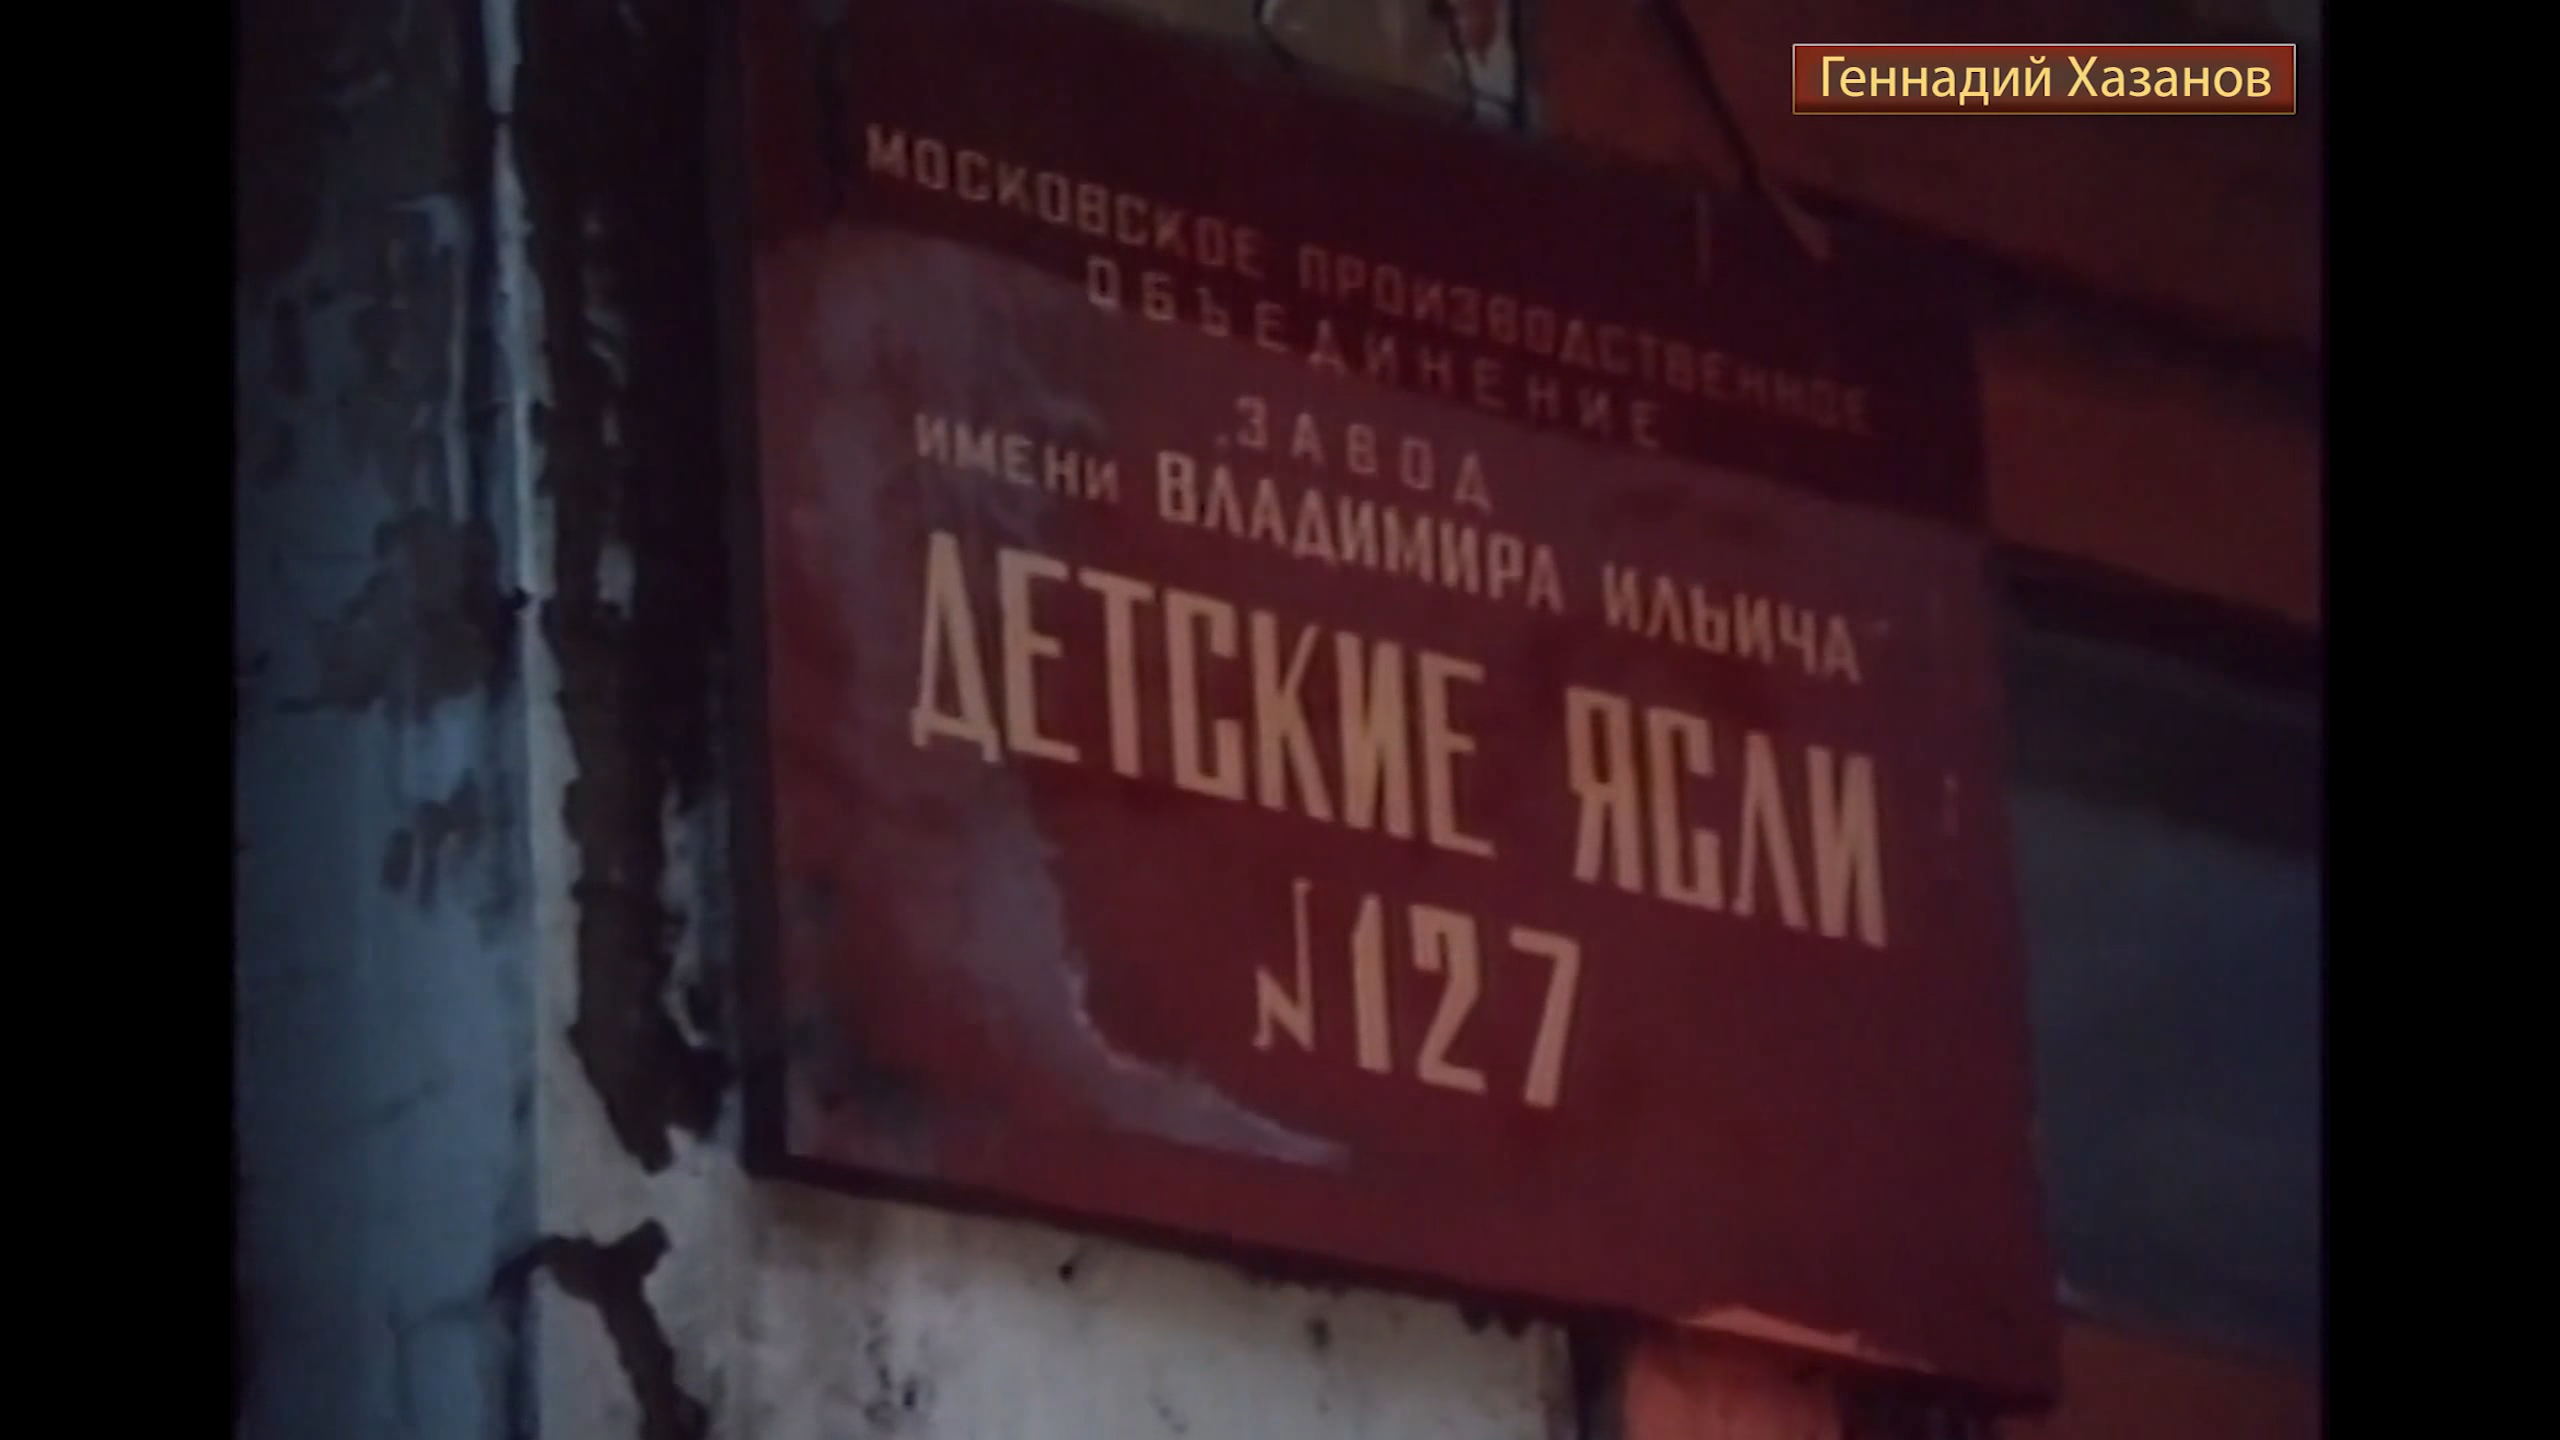 Геннадий Хазанов
МОСКОВСКОЕ ПРОИЗВОДСТВЕННОЕ
ОБЪЕДИНЕНИЕ
ЗАВОД
ИМЕНИ ВЛАДИМИРА ИЛЬИЧА
ДЕТСКИЕ ЯСЛИ
№127